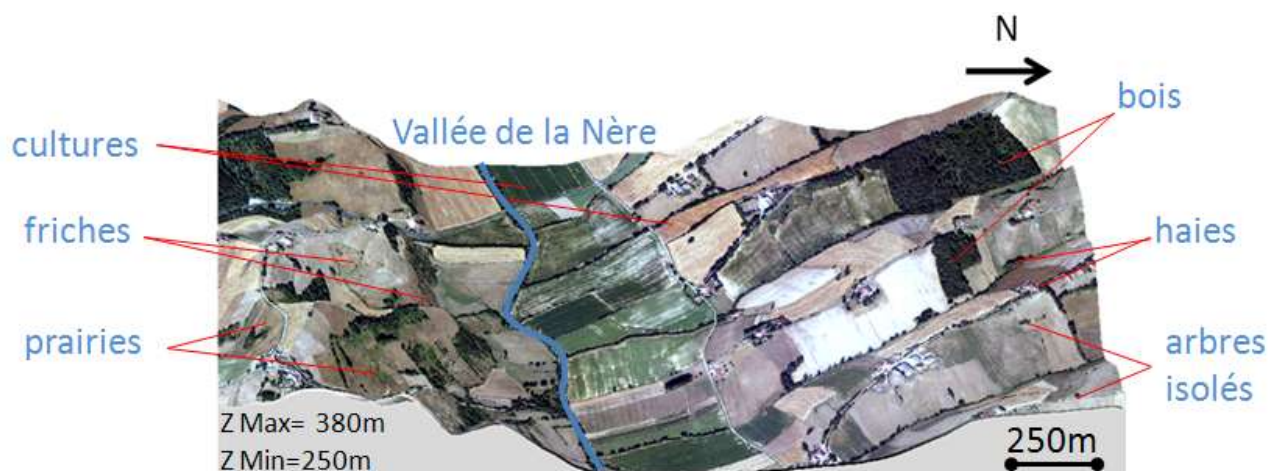 N
bois
Vallée de la Nère
cultures
friches
haies
prairies
arbres
isolés
Z Max= 380m
Z Min=250m
250m